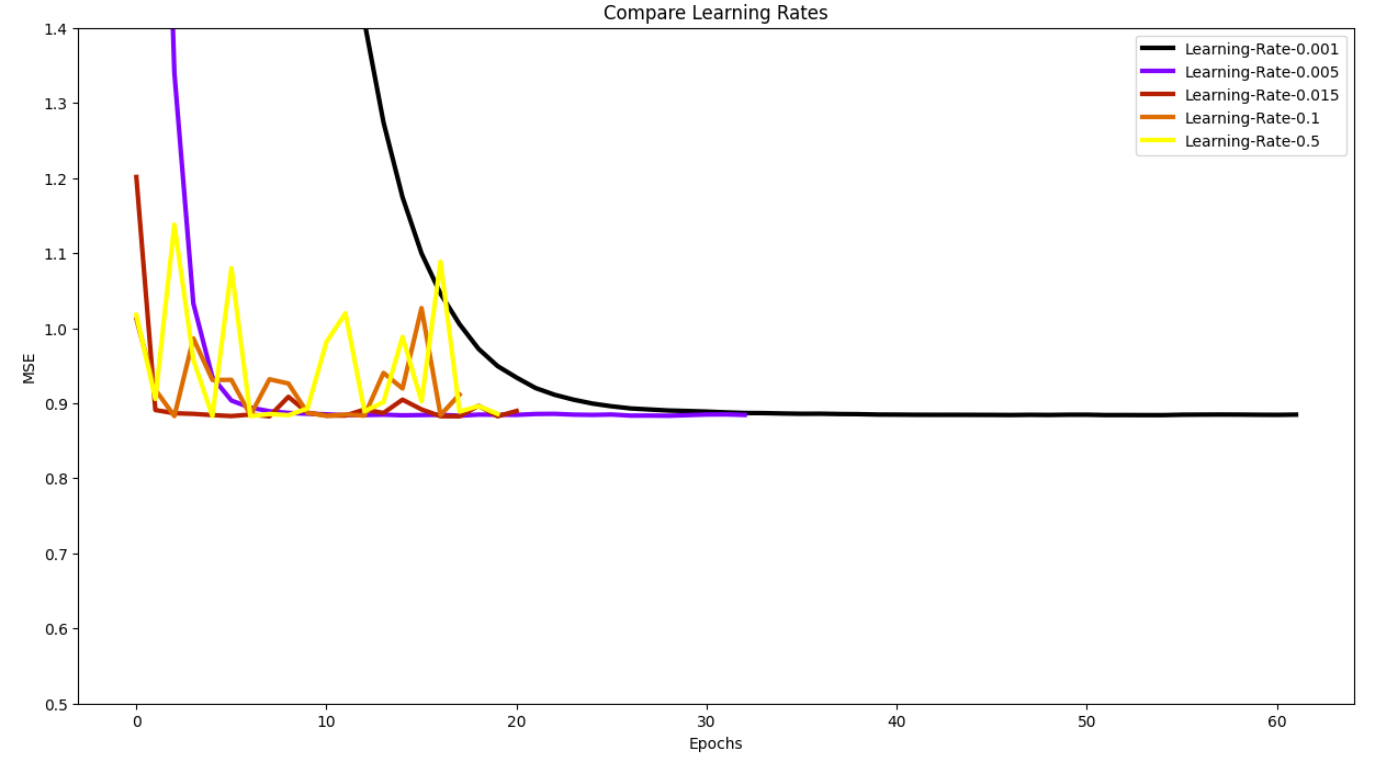 Compare Learning Rates
1.4
1.3
1.2
1.1
1.0
0.9
0.8
0.7
0.6
0.5
MSE
Learning-Rate-0.001
Learning-Rate-0.005
Learning-Rate-0.015
Learning-Rate-0.1
Learning-Rate-0.5
0 10 20 30 40 50 60
Epochs